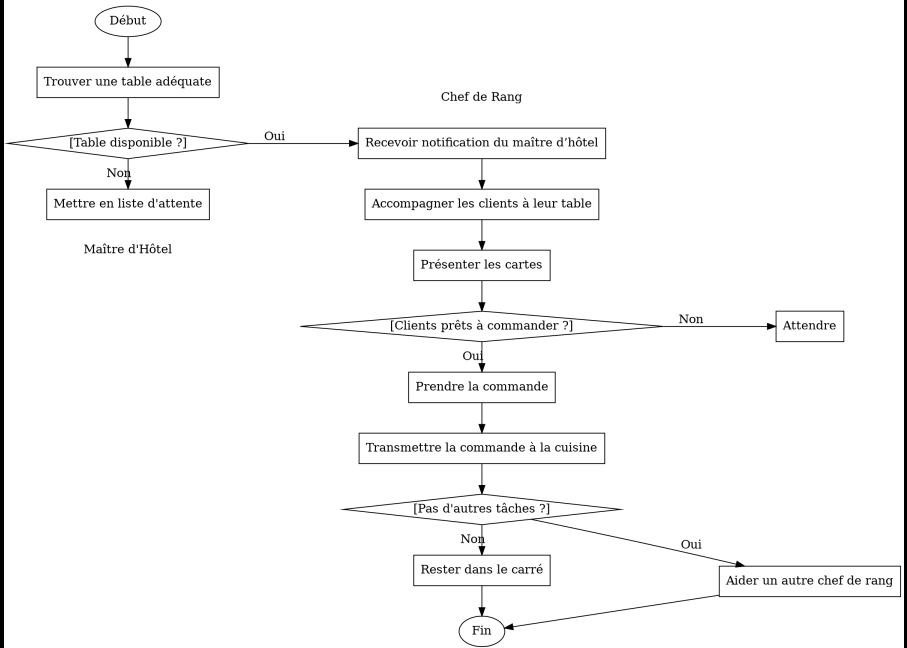 Début
Trouver une table adéquate
Chef de Rang
[Table disponible ?]
Oui
Recevoir notification du maître d’hôtel
Non
Mettre en liste d'attente
Accompagner les clients à leur table
Maître d'Hôtel
Présenter les cartes
[Clients prêts à commander ?]
Non
Attendre
Oui
Prendre la commande
Transmettre la commande à la cuisine
[Pas d'autres tâches ?]
Non
Oui
Rester dans le carré
Aider un autre chef de rang
Fin